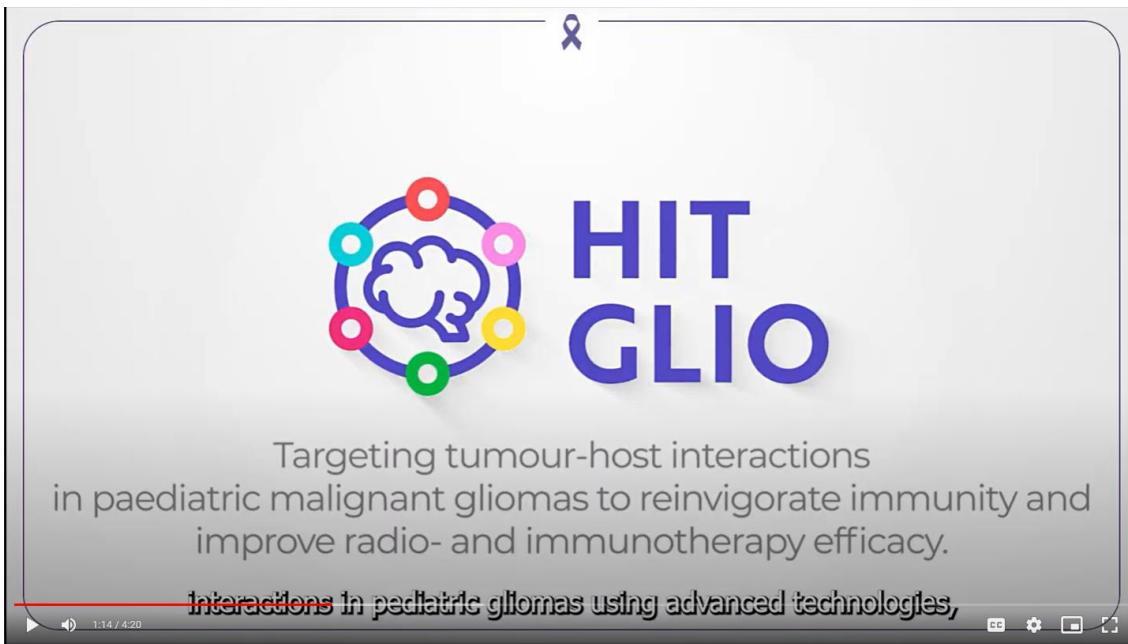 HIT
GLIO
Targeting tumour-host interactions
in paediatric malignant gliomas to reinvigorate immunity and
improve radio- and immunotherapy efficacy.
interactions in pediatric gliomas using advanced technologies,
1:14 / 4:20
CC